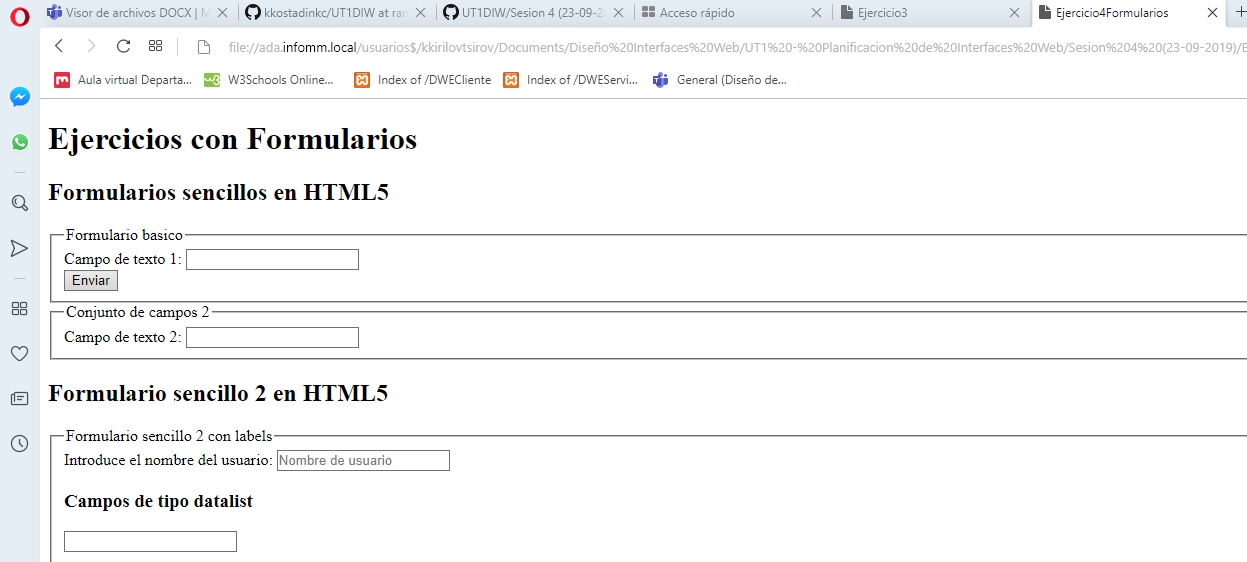 Visor de archivos DOCX | M
kkostadinkc/UT1DIW at ran
UT1DIW/Sesion 4 (23-09-2
Acceso rápido
Ejercicio3
Ejercicio4Formularios
file://ada.infomm.local/usuarios$/kkirilovtsirov/Documents/Diseño%20Interfaces%20Web/UT1%20-%20Planificacion%20de%20Interfaces%20Web/Sesion%204%20(23-09-2019)/E
Aula virtual Departa...
W3Schools Online...
Index of /DWECliente
Index of /DWEServi...
General (Diseño de...
Ejercicios con Formularios
Formularios sencillos en HTML5
Formulario basico
Campo de texto 1:
Enviar
Conjunto de campos 2
Campo de texto 2:
Formulario sencillo 2 en HTML5
Formulario sencillo 2 con labels
Introduce el nombre del usuario: Nombre de usuario
Campos de tipo datalist